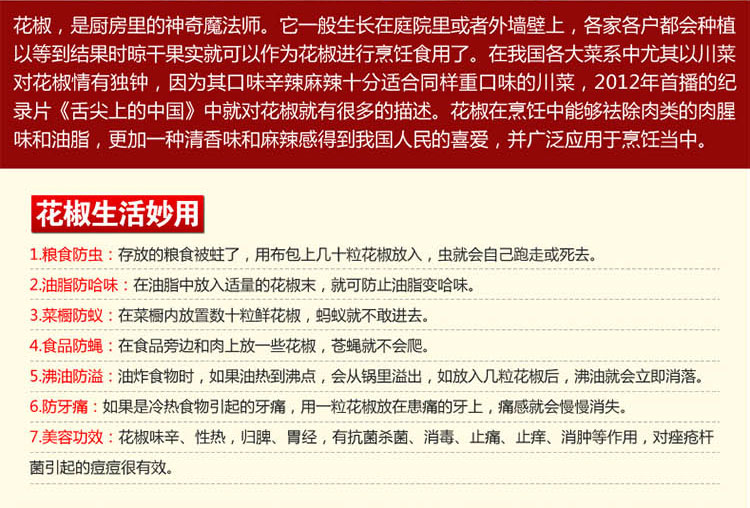 花椒，是厨房里的神奇魔法师。它一般生长在庭院里或者外墙壁上，各家各户都会种植
以等到结果时晾干果实就可以作为花椒进行烹饪食用了。在我国各大菜系中尤其以川菜
对花椒情有独钟，因为其口味辛辣麻辣十分适合同样重口味的川菜，2012年首播的纪
录片《舌尖上的中国》中就对花椒就有很多的描述。花椒在烹饪中能够祛除肉类的肉腥
味和油脂，更加一种清香味和麻辣感得到我国人民的喜爱，并广泛应用于烹饪当中。
花椒生活妙用
1.粮食防虫：存放的粮食被蛀了，用布包上几十粒花椒放入，虫就会自己跑走或死去。
2.油脂防哈味：在油脂中放入适量的花椒末，就可防止油脂变哈味。
3.菜橱防蚁：在菜橱内放置数十粒鲜花椒，蚂蚁就不敢进去。
4.食品防蝇：在食品旁边和肉上放一些花椒，苍蝇就不会爬。
5.沸油防溢：油炸食物时，如果油热到沸点，会从锅里溢出，如放入几粒花椒后，沸油就会立即消落。
6.防牙痛：如果是冷热食物引起的牙痛，用一粒花椒放在患痛的牙上，痛感就会慢慢消失。
7.美容功效：花椒味辛、性热，归脾、胃经，有抗菌杀菌、消毒、止痛、止痒、消肿等作用，对痤疮杆
菌引起的痘痘很有效。